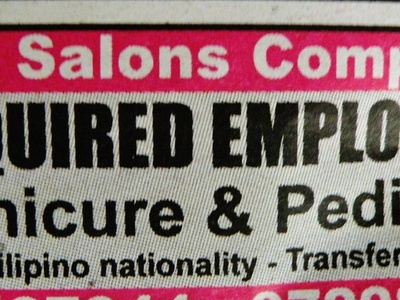 Salons Comp
QUIRED EMPLO
nicure & Pedi
ilipino nationality - Transfer